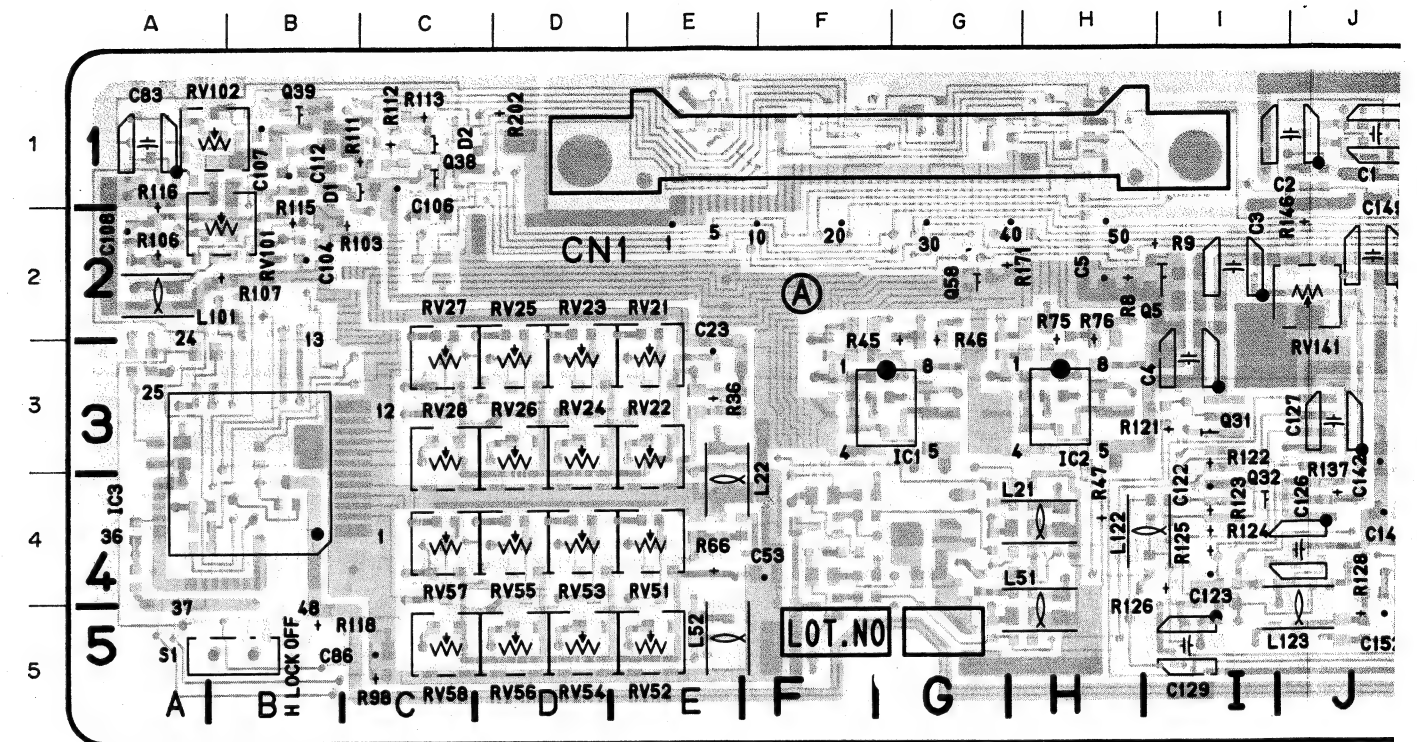 A B C D E F G H I J
C83 RV102 Q39 R112 R113 R202
1 1 R111 D2
C107 C112 Q38
R116 D1 C2 C1
R115 C106
C108 R106 RV101 C104 R103 CN1 1 5 10 20 30 40 50 R9 C3 R146
2 2 R107 A Q58 R171 C5 R8 Q5
L101 RV27 RV25 RV23 RV21 C23
24 13 R45 R46 R75 R76 RV141
1 8 1 8 C4
25 R36
3 3 12 RV28 RV26 RV24 RV22 R121 Q31 C127
4 IC1 5 4 IC2 5
L22 R47 R122 R137 C142
IC3 L21 C122 R123 Q32 C126
36 1 R66 C53 L122 R125 R124
4 4 L51 R128
RV57 RV55 RV53 RV51
37 48 R126 C123
5 R118 L52 LOT.NO
S1 H LOCK OFF C86 L123
5 R98 RV58 RV56 RV54 RV52 C129
A B C D E F G H I J